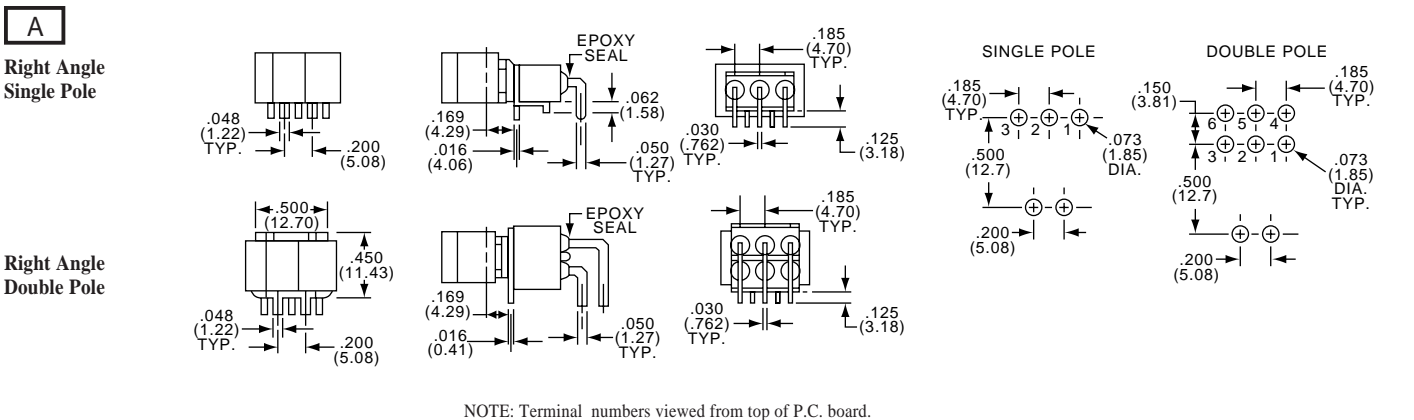 A
Right Angle
Single Pole
.048
(1.22)
TYP.
.200
(5.08)
EPOXY
SEAL
.062
(1.58)
.169
(4.29)
.016
(4.06)
.050
(1.27)
TYP.
.185
(4.70)
TYP.
.030
(.762)
TYP.
.125
(3.18)
SINGLE POLE
.185
(4.70)
TYP.
3 2 1
.073
(1.85)
DIA.
.500
(12.7)
.200
(5.08)
DOUBLE POLE
.150
(3.81)
.185
(4.70)
TYP.
6 5 4
3 2 1
.073
(1.85)
DIA.
TYP.
.500
(12.7)
.200
(5.08)
Right Angle
Double Pole
.500
(12.70)
.450
(11.43)
.048
(1.22)
TYP.
.200
(5.08)
EPOXY
SEAL
.169
(4.29)
.016
(0.41)
.050
(1.27)
TYP.
.185
(4.70)
TYP.
.030
(.762)
TYP.
.125
(3.18)
NOTE: Terminal numbers viewed from top of P.C. board.